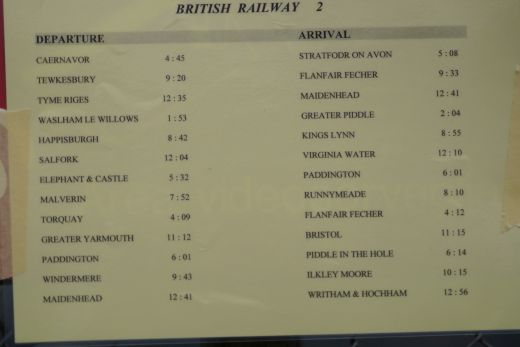 BRITISH RAILWAY 2
DEPARTURE ARRIVAL
CAERNAVOR 4 : 45 STRATFODR ON AVON 5 : 08
TEWKESBURY 9 : 20 FLANFAIR FECHER 9 : 33
TYME RIGES 12 : 35 MAIDENHEAD 12 : 41
WASLHAM LE WILLOWS 1 : 53 GREATER PIDDLE 2 : 04
HAPPISBURGH 8 : 42 KINGS LYNN 8 : 55
SALFORK 12 : 04 VIRGINIA WATER 12 : 10
ELEPHANT & CASTLE 5 : 32 PADDINGTON 6 : 01
MALVERIN 7 : 52 RUNNYMEADE 8 : 10
TORQUAY 4 : 09 FLANFAIR FECHER 4 : 12
GREATER YARMOUTH 11 : 12 BRISTOL 11 : 15
PADDINGTON 6 : 01 PIDDLE IN THE HOLE 6 : 14
WINDERMERE 9 : 43 ILKLEY MOORE 10 : 15
MAIDENHEAD 12 : 41 WRITHAM & HOCHHAM 12 : 56